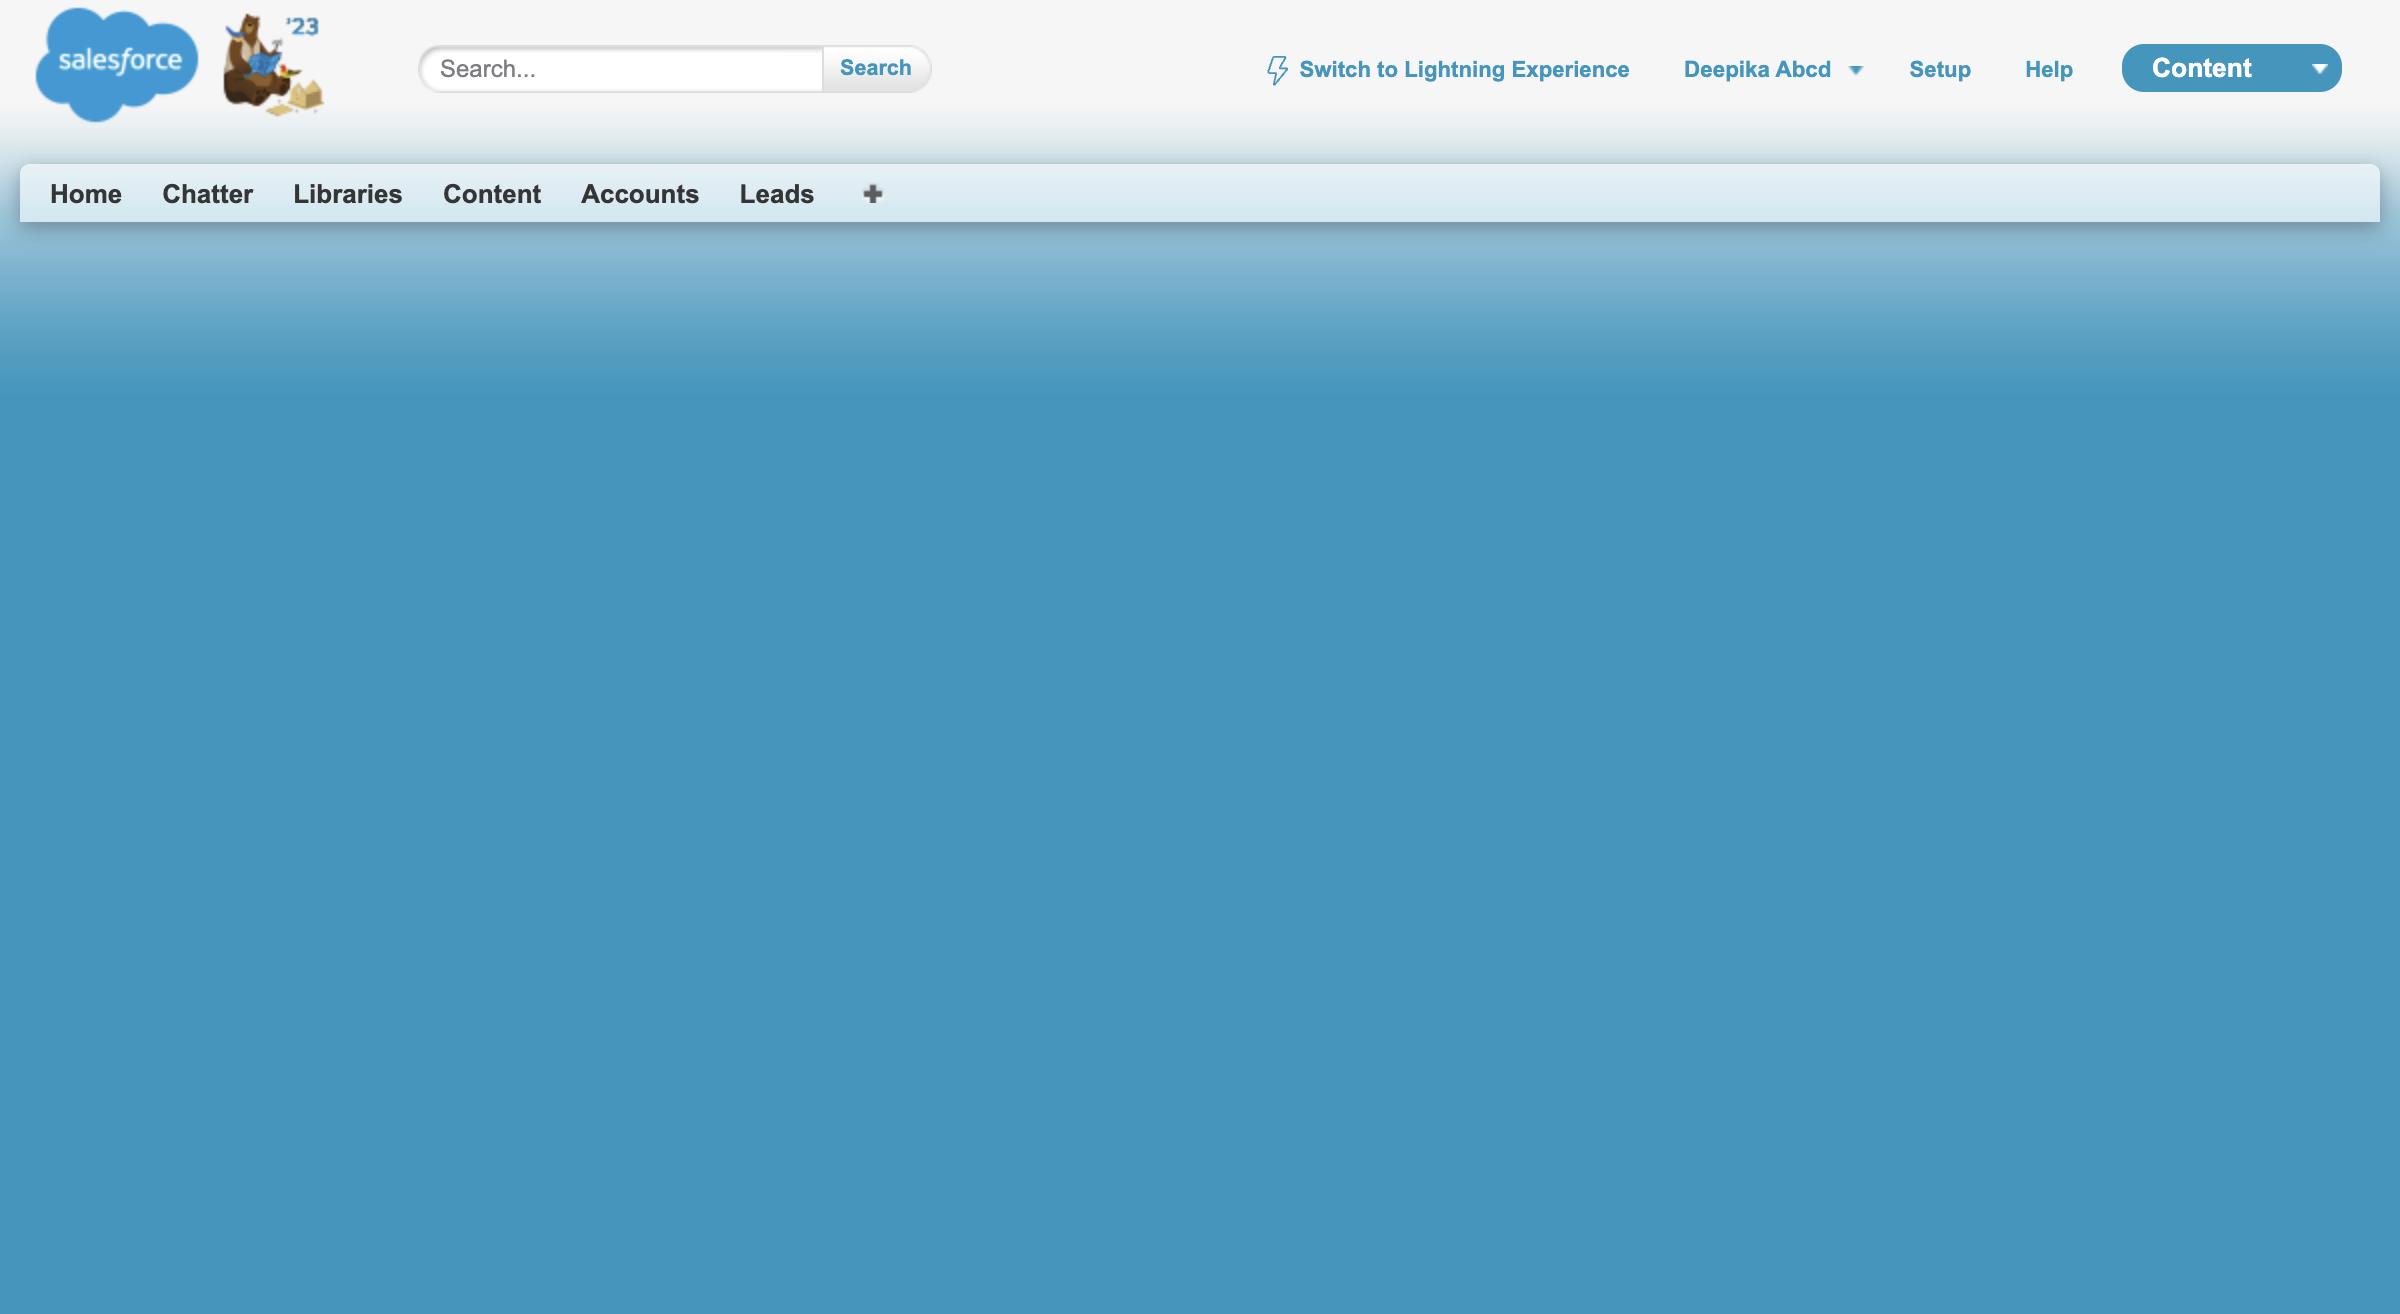 salesforce
'23
Search...
Search
Switch to Lightning Experience
Deepika Abcd
Setup
Help
Content
Home
Chatter
Libraries
Content
Accounts
Leads